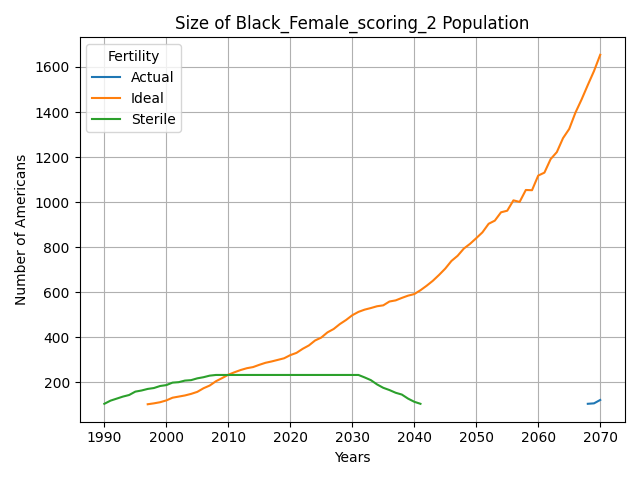 Size of Black_Female_scoring_2 Population
Fertility
Actual
Ideal
Sterile
Number of Americans
1600
1400
1200
1000
800
600
400
200
1990 2000 2010 2020 2030 2040 2050 2060 2070
Years